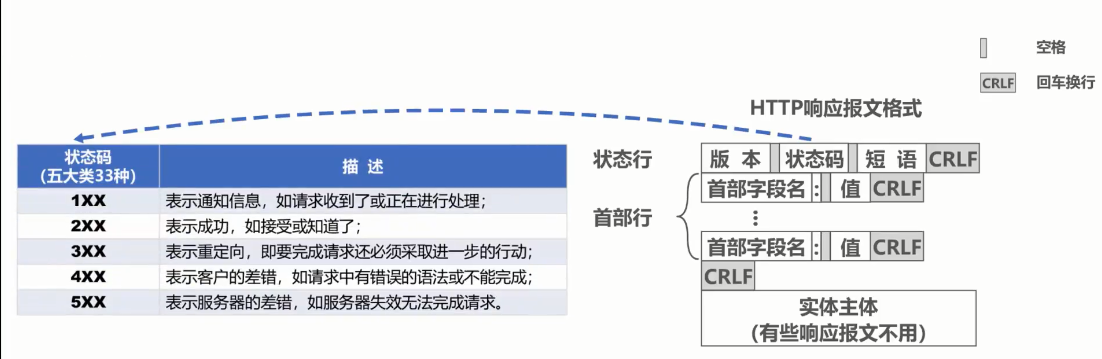 空格
CRLF 回车换行
HTTP响应报文格式
状态码
(五大类33种)
描 述
1XX 表示通知信息，如请求收到了或正在进行处理；
2XX 表示成功，如接受或知道了；
3XX 表示重定向，即要完成请求还必须采取进一步的行动；
4XX 表示客户的差错，如请求中有错误的语法或不能完成；
5XX 表示服务器的差错，如服务器失效无法完成请求。
状态行 版 本 状态码 短 语 CRLF
首部行
首部字段名 : 值 CRLF
⋮
首部字段名 : 值 CRLF
CRLF
实体主体
(有些响应报文不用)